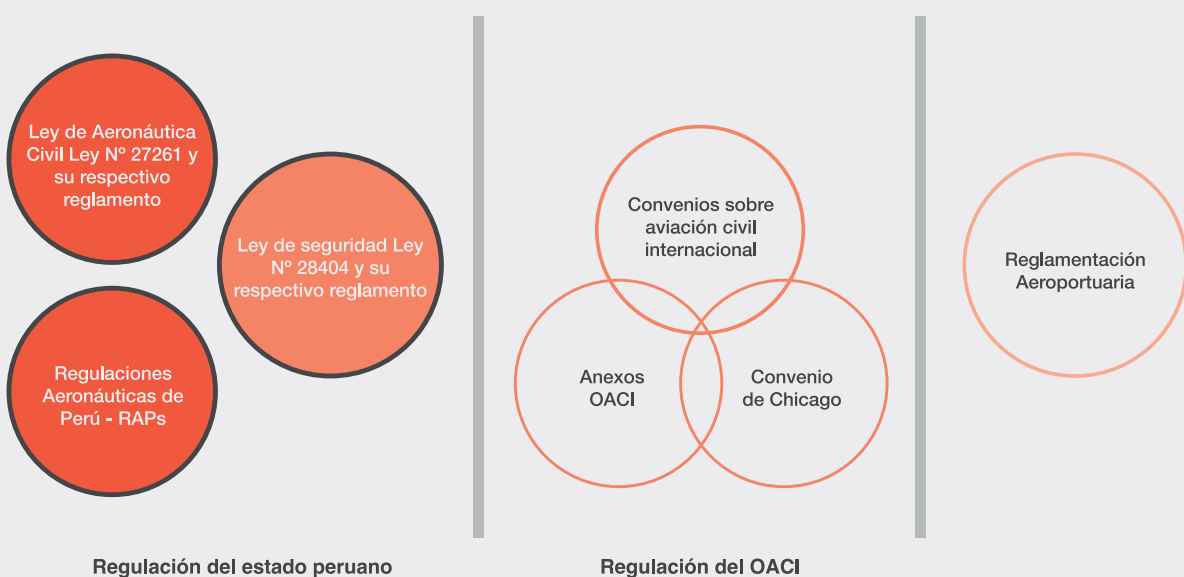 Ley de Aeronáutica
Civil Ley Nº 27261 y
su respectivo
reglamento
Ley de seguridad Ley
Nº 28404 y su
respectivo reglamento
Regulaciones
Aeronáuticas de
Perú - RAPs
Regulación del estado peruano
Convenios sobre
aviación civil
internacional
Anexos
OACI
Convenio
de Chicago
Regulación del OACI
Reglamentación
Aeroportuaria